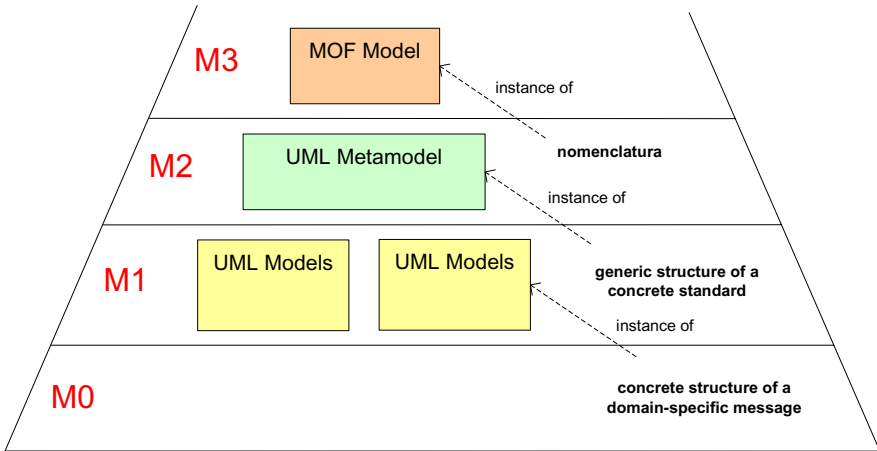 M3
MOF Model
instance of
M2
UML Metamodel
nomenclatura
instance of
M1
UML Models
UML Models
generic structure of a
concrete standard
instance of
M0
concrete structure of a
domain-specific message